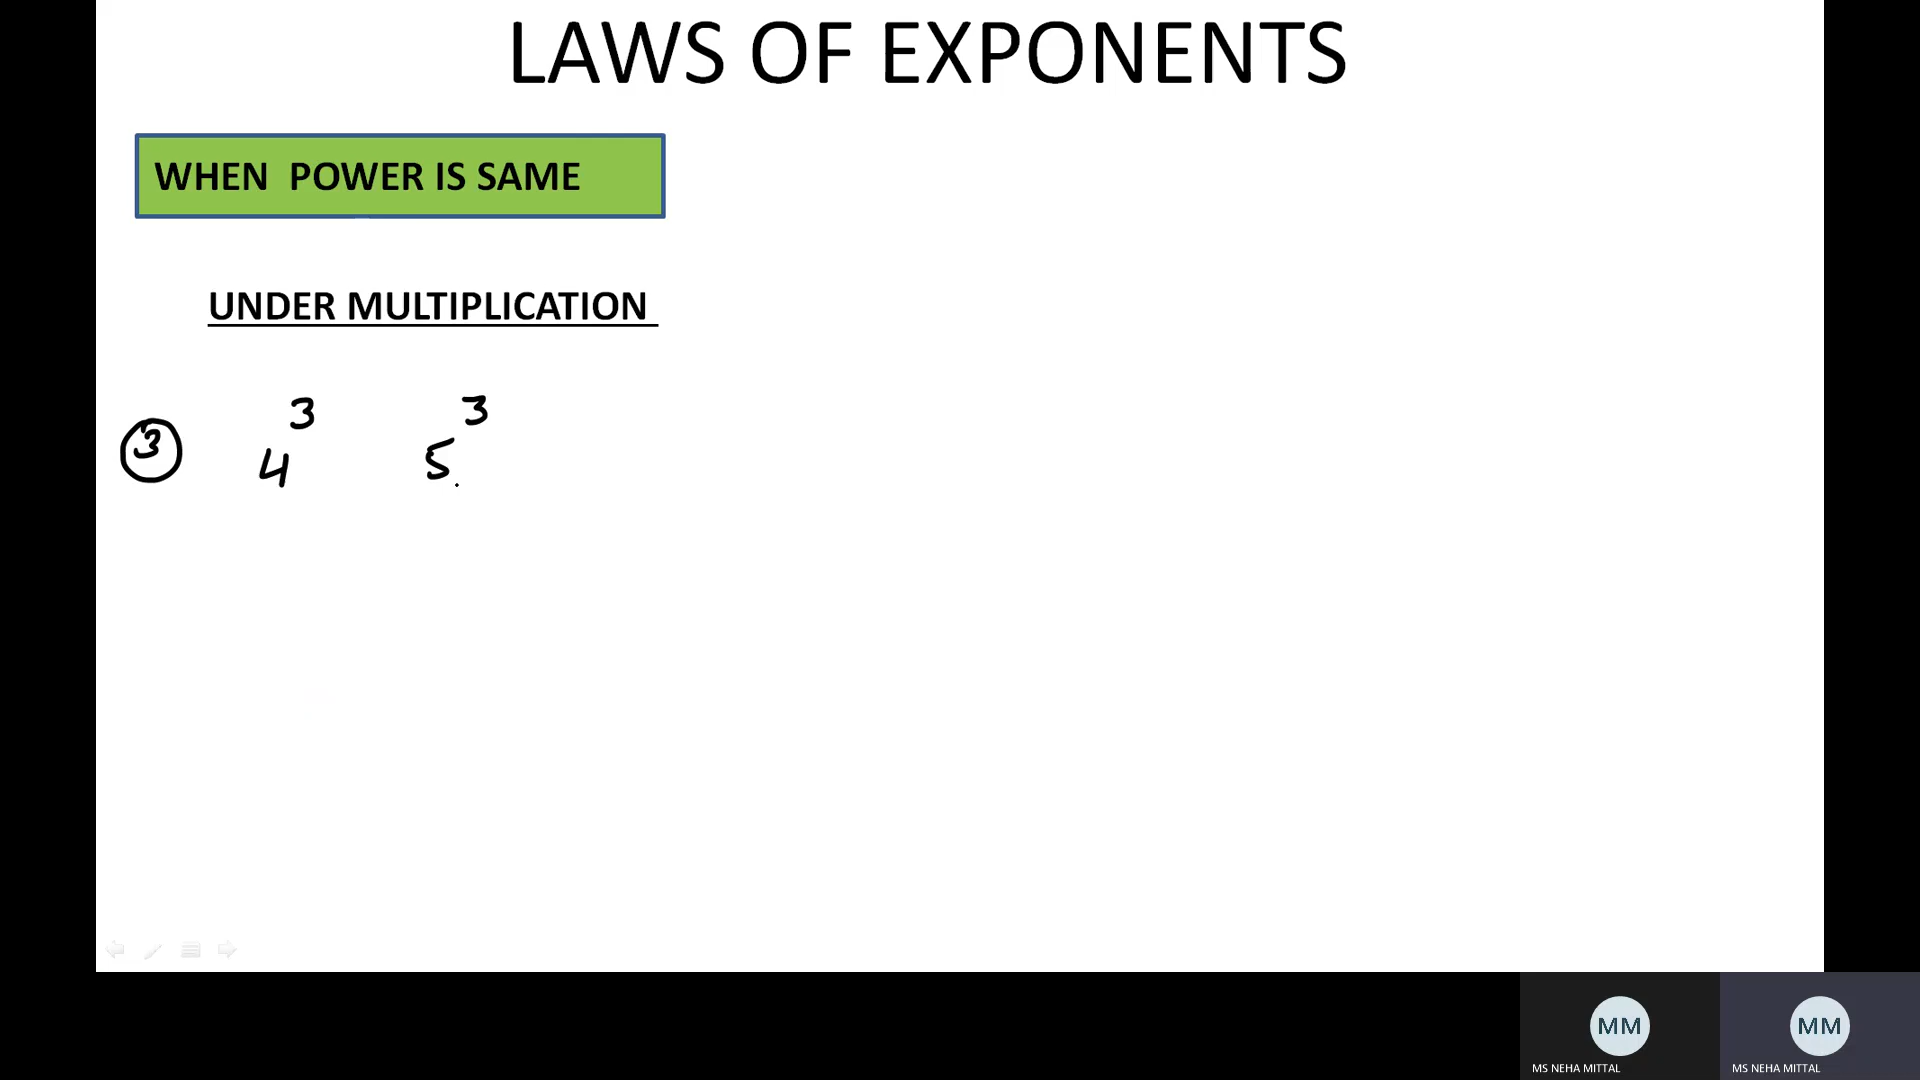 LAWS OF EXPONENTS
WHEN POWER IS SAME
UNDER MULTIPLICATION
③ 4³ 5³
MM MM
MS NEHA MITTAL MS NEHA MITTAL